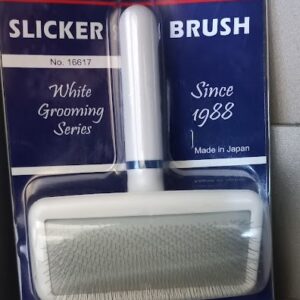 SLICKER BRUSH
No. 16617
White
Grooming
Series
Since
1988
Made in Japan